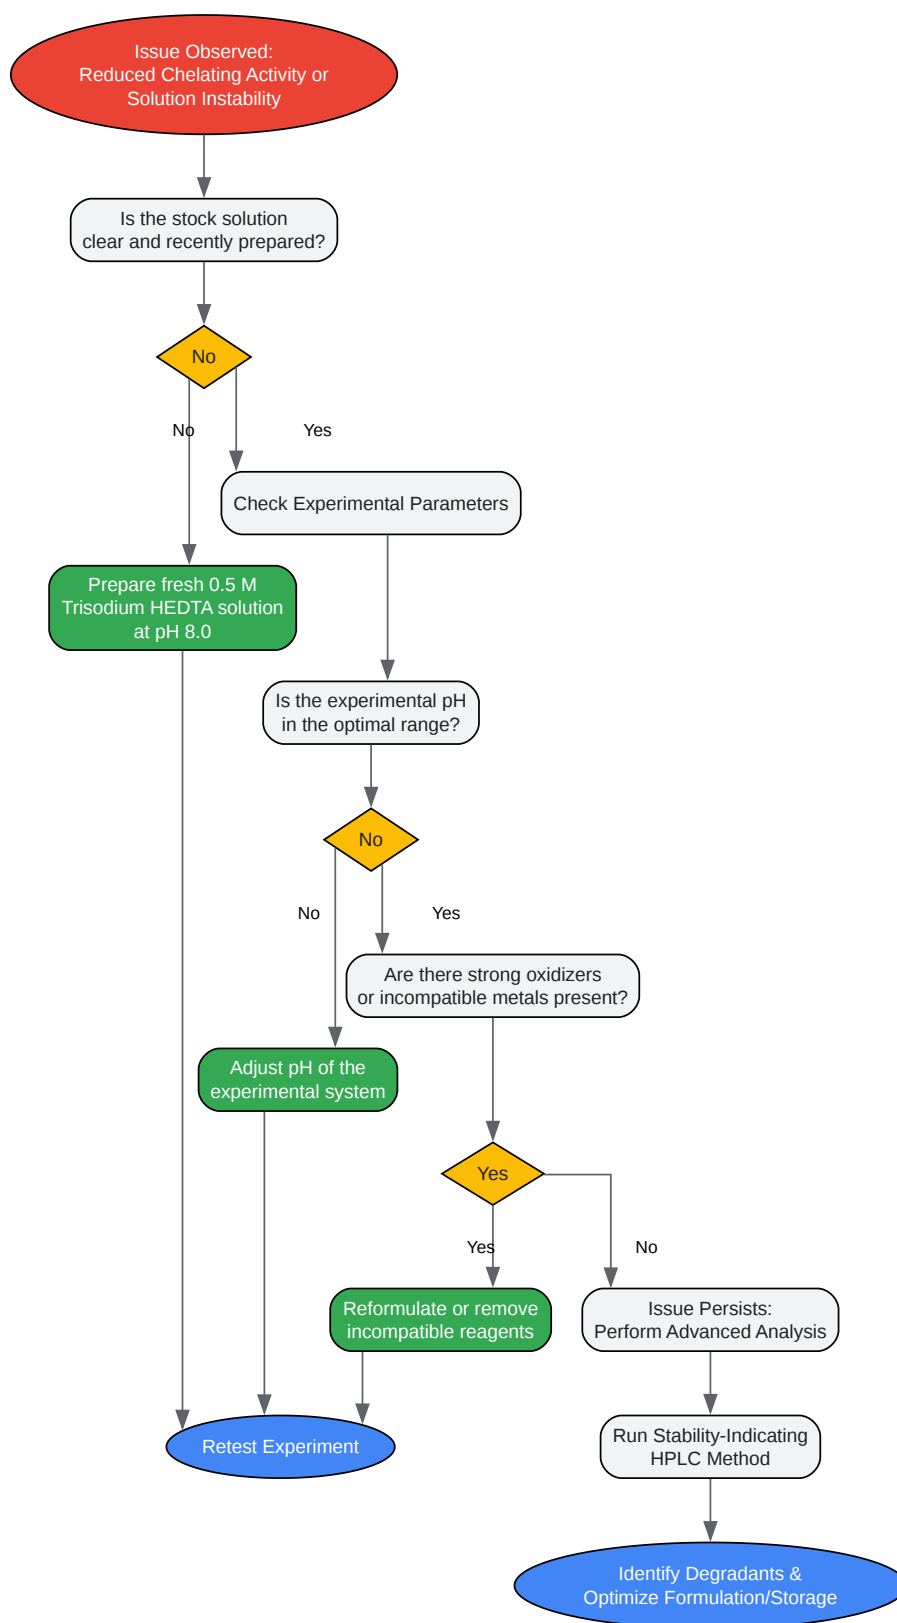 Issue Observed:
Reduced Chelating Activity or
Solution Instability
Is the stock solution
clear and recently prepared?
No
No
Yes
Check Experimental Parameters
Prepare fresh 0.5 M
Trisodium HEDTA solution
at pH 8.0
Is the experimental pH
in the optimal range?
No
No
Yes
Are there strong oxidizers
or incompatible metals present?
Adjust pH of the
experimental system
Yes
Yes
No
Reformulate or remove
incompatible reagents
Issue Persists:
Perform Advanced Analysis
Retest Experiment
Run Stability-Indicating
HPLC Method
Identify Degradants &
Optimize Formulation/Storage